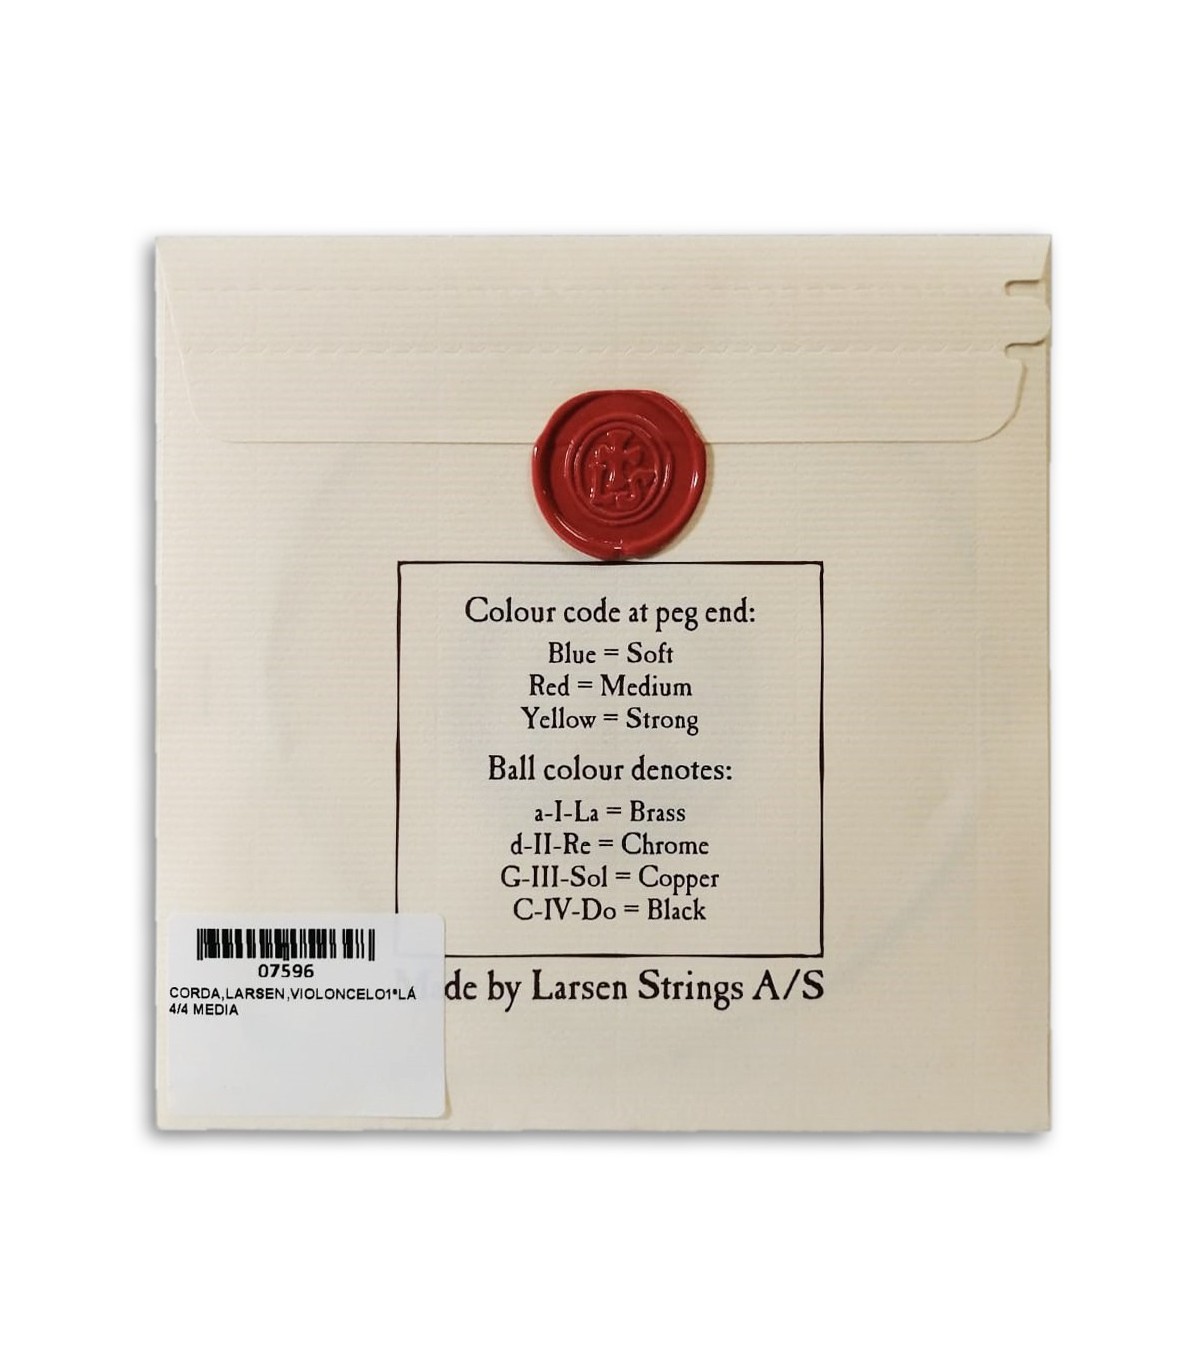 Colour code at peg end:
Blue = Soft
Red = Medium
Yellow = Strong
Ball colour denotes:
a-I-La = Brass
d-II-Re = Chrome
G-III-Sol = Copper
C-IV-Do = Black
de by Larsen Strings A/S
07596
CORDA,LARSEN,VIOLONCELO1ªLÁ
4/4 MEDIA